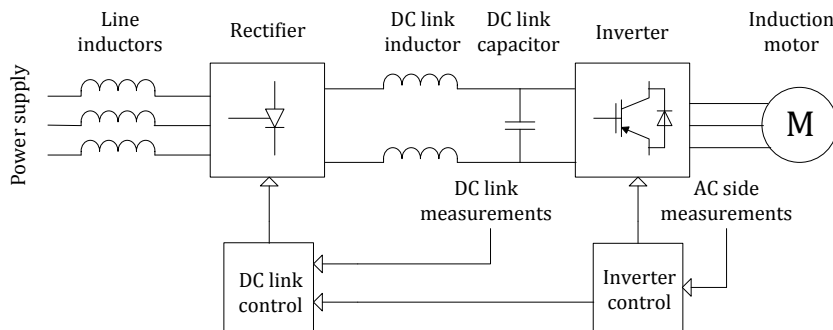 Line
inductors
Rectifier
DC link
inductor
DC link
capacitor
Inverter
Induction
motor
Power supply
M
DC link
measurements
AC side
measurements
DC link
control
Inverter
control